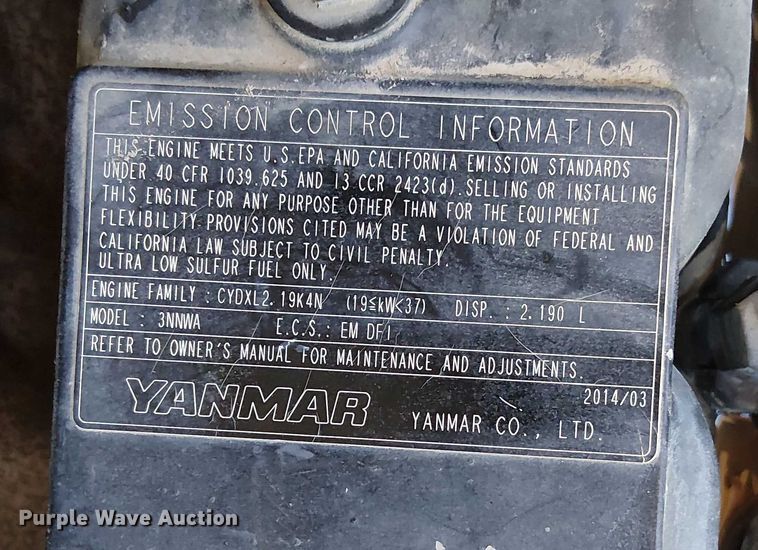 EMISSION CONTROL INFORMATION
THIS ENGINE MEETS U.S.EPA AND CALIFORNIA EMISSION STANDARDS
UNDER 40 CFR 1039.625 AND 13 CCR 2423(d). SELLING OR INSTALLING
THIS ENGINE FOR ANY PURPOSE OTHER THAN FOR THE EQUIPMENT
FLEXIBILITY PROVISIONS CITED MAY BE A VIOLATION OF FEDERAL AND
CALIFORNIA LAW SUBJECT TO CIVIL PENALTY.
ULTRA LOW SULFUR FUEL ONLY.
ENGINE FAMILY : CYDXL2.19K4N (19≦kW<37) DISP. : 2.190 L
MODEL : 3NNWA E.C.S.: EM DFI
REFER TO OWNER'S MANUAL FOR MAINTENANCE AND ADJUSTMENTS.
2014/03
YANMAR YANMAR CO., LTD.
Purple Wave Auction